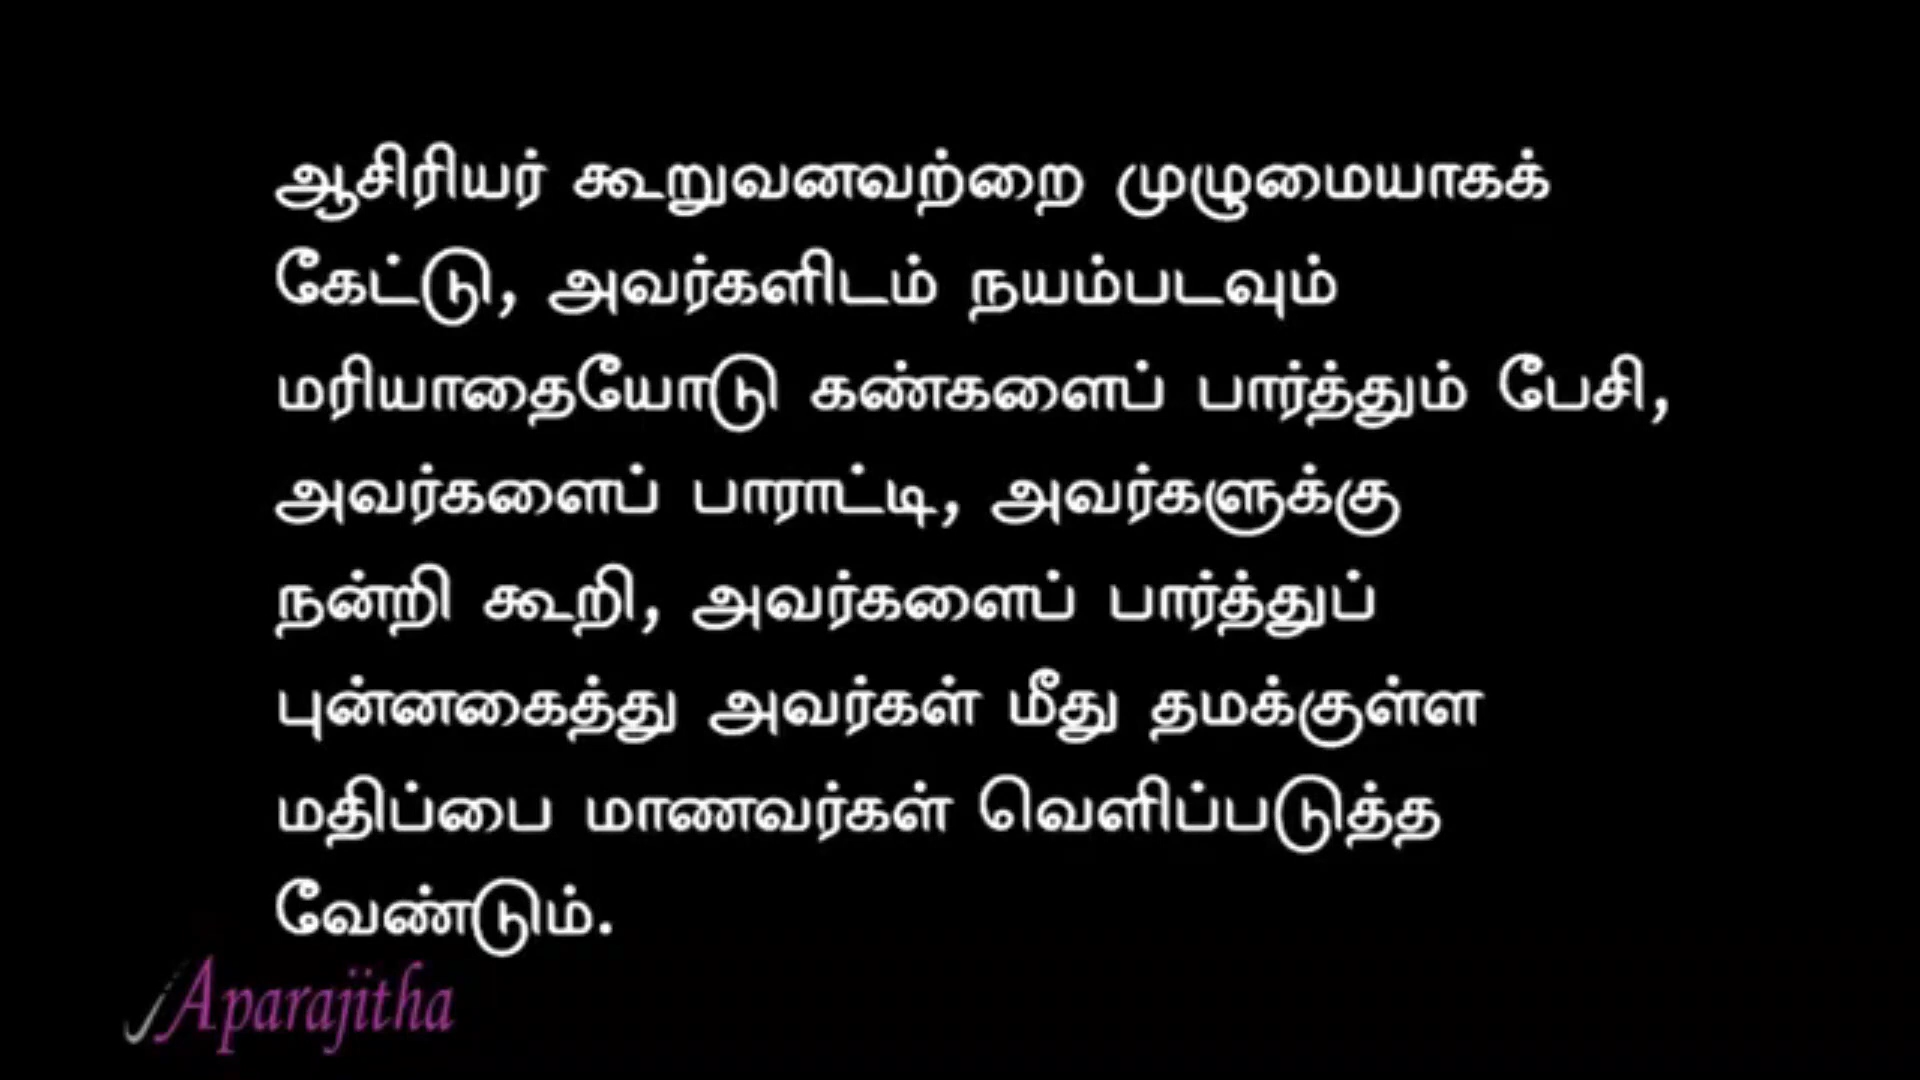 ஆசிரியர் கூறுவனவற்றை முழுமையாகக்
கேட்டு, அவர்களிடம் நயம்படவும்
மரியாதையோடு கண்களைப் பார்த்தும் பேசி,
அவர்களைப் பாராட்டி, அவர்களுக்கு
நன்றி கூறி, அவர்களைப் பார்த்துப்
புன்னகைத்து அவர்கள் மீது தமக்குள்ள
மதிப்பை மாணவர்கள் வெளிப்படுத்த
வேண்டும்.
Aparajitha